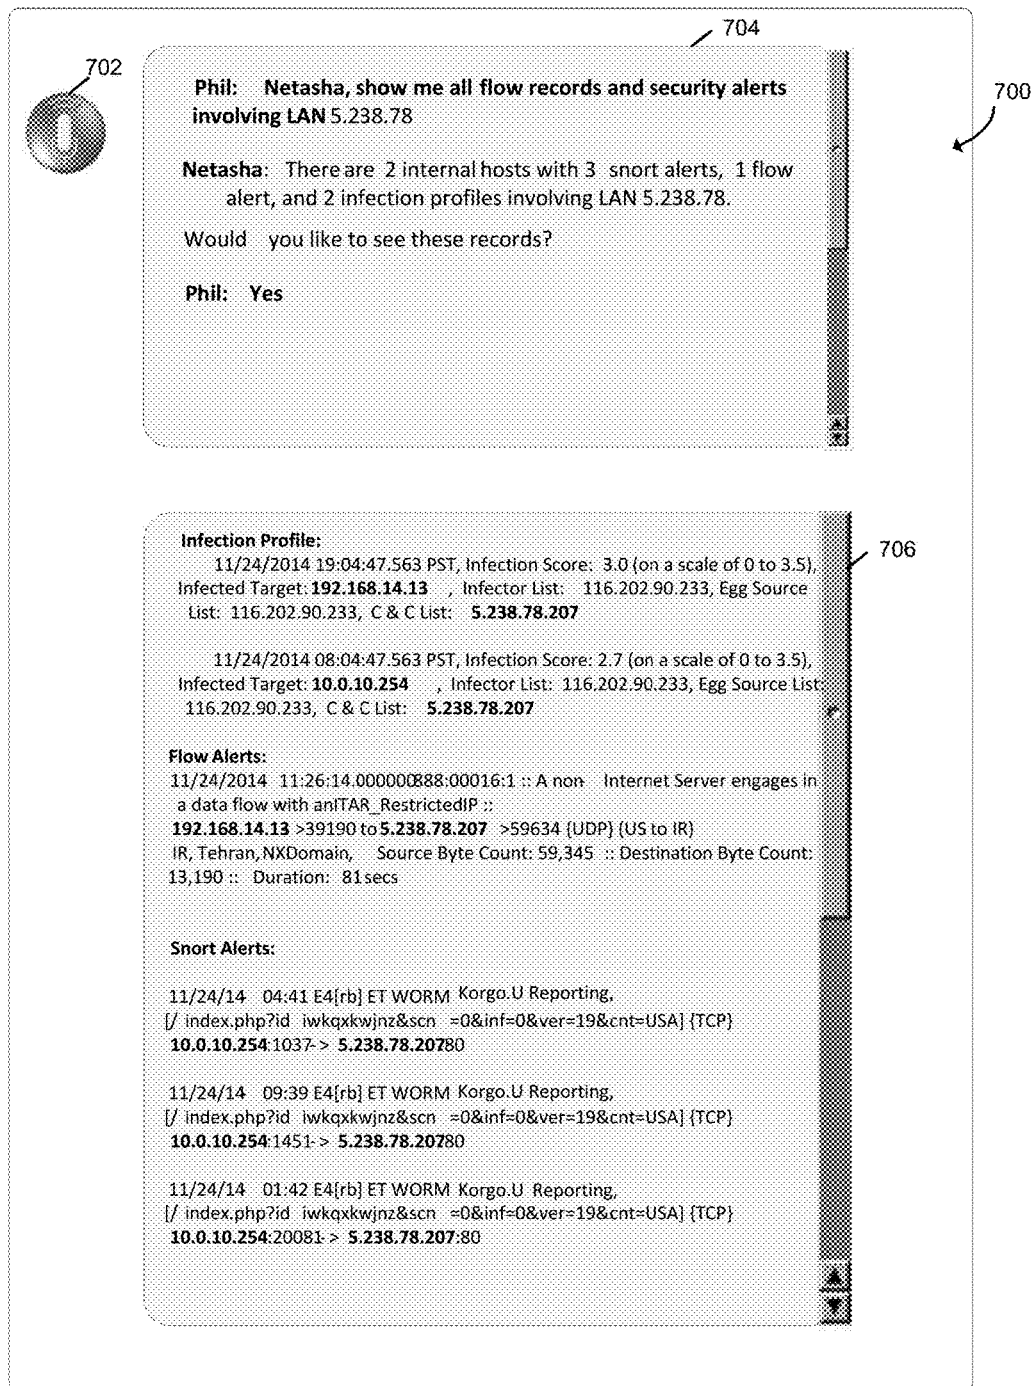 704
702
700
Phil: Netasha, show me all flow records and security alerts
involving LAN 5.238.78
Netasha: There are 2 internal hosts with 3 snort alerts, 1 flow
alert, and 2 infection profiles involving LAN 5.238.78.
Would you like to see these records?
Phil: Yes
706
Infection Profile:
11/24/2014 19:04:47.563 PST, Infection Score: 3.0 (on a scale of 0 to 3.5),
Infected Target: 192.168.14.13 , Infector List: 116.202.90.233, Egg Source
List: 116.202.90.233, C & C List: 5.238.78.207
11/24/2014 08:04:47.563 PST, Infection Score: 2.7 (on a scale of 0 to 3.5),
Infected Target: 10.0.10.254 , Infector List: 116.202.90.233, Egg Source List:
116.202.90.233, C & C List: 5.238.78.207
Flow Alerts:
11/24/2014 11:26:14.000000888:00016:1 :: A non- Internet Server engages in
a data flow with anITAR_RestrictedIP ::
192.168.14.13 >39190 to 5.238.78.207 >59634 {UDP} (US to IR)
IR, Tehran, NXDomain, Source Byte Count: 59,345 :: Destination Byte Count:
13,190 :: Duration: 81 secs
Snort Alerts:
11/24/14 04:41 E4[rb] ET WORM Korgo.U Reporting,
[/ index.php?id iwkqxkwjnz&scn =0&inf=0&ver=19&cnt=USA] {TCP}
10.0.10.254:1037-> 5.238.78.20780
11/24/14 09:39 E4[rb] ET WORM Korgo.U Reporting,
[/ index.php?id iwkqxkwjnz&scn =0&inf=0&ver=19&cnt=USA] {TCP}
10.0.10.254:1451-> 5.238.78.20780
11/24/14 01:42 E4[rb] ET WORM Korgo.U Reporting,
[/ index.php?id iwkqxkwjnz&scn =0&inf=0&ver=19&cnt=USA] {TCP}
10.0.10.254:20081-> 5.238.78.207:80